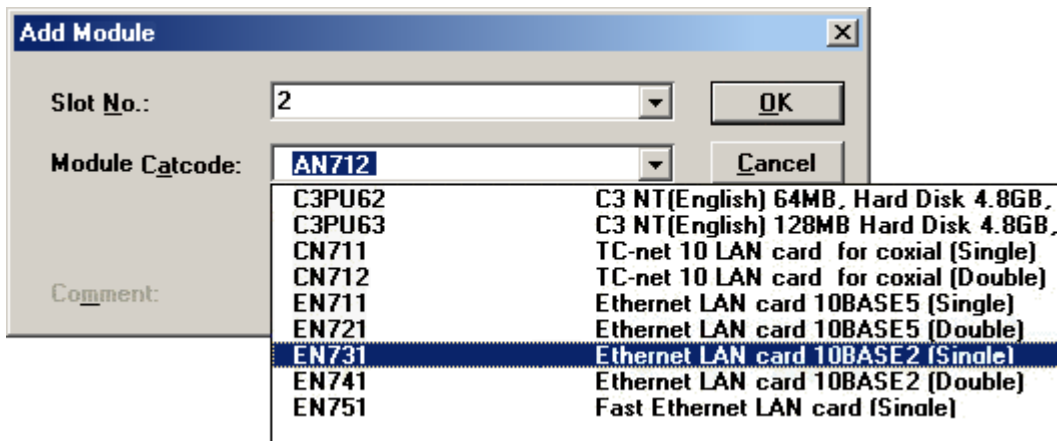 Add Module
Slot No.: 2 OK
Module Catcode: AN712 Cancel
C3PU62 C3 NT(English) 64MB, Hard Disk 4.8GB,
C3PU63 C3 NT(English) 128MB Hard Disk 4.8GB,
CN711 TC-net 10 LAN card for coxial (Single)
CN712 TC-net 10 LAN card for coxial (Double)
Comment:
EN711 Ethernet LAN card 10BASE5 (Single)
EN721 Ethernet LAN card 10BASE5 (Double)
EN731 Ethernet LAN card 10BASE2 (Single)
EN741 Ethernet LAN card 10BASE2 (Double)
EN751 Fast Ethernet LAN card (Single)